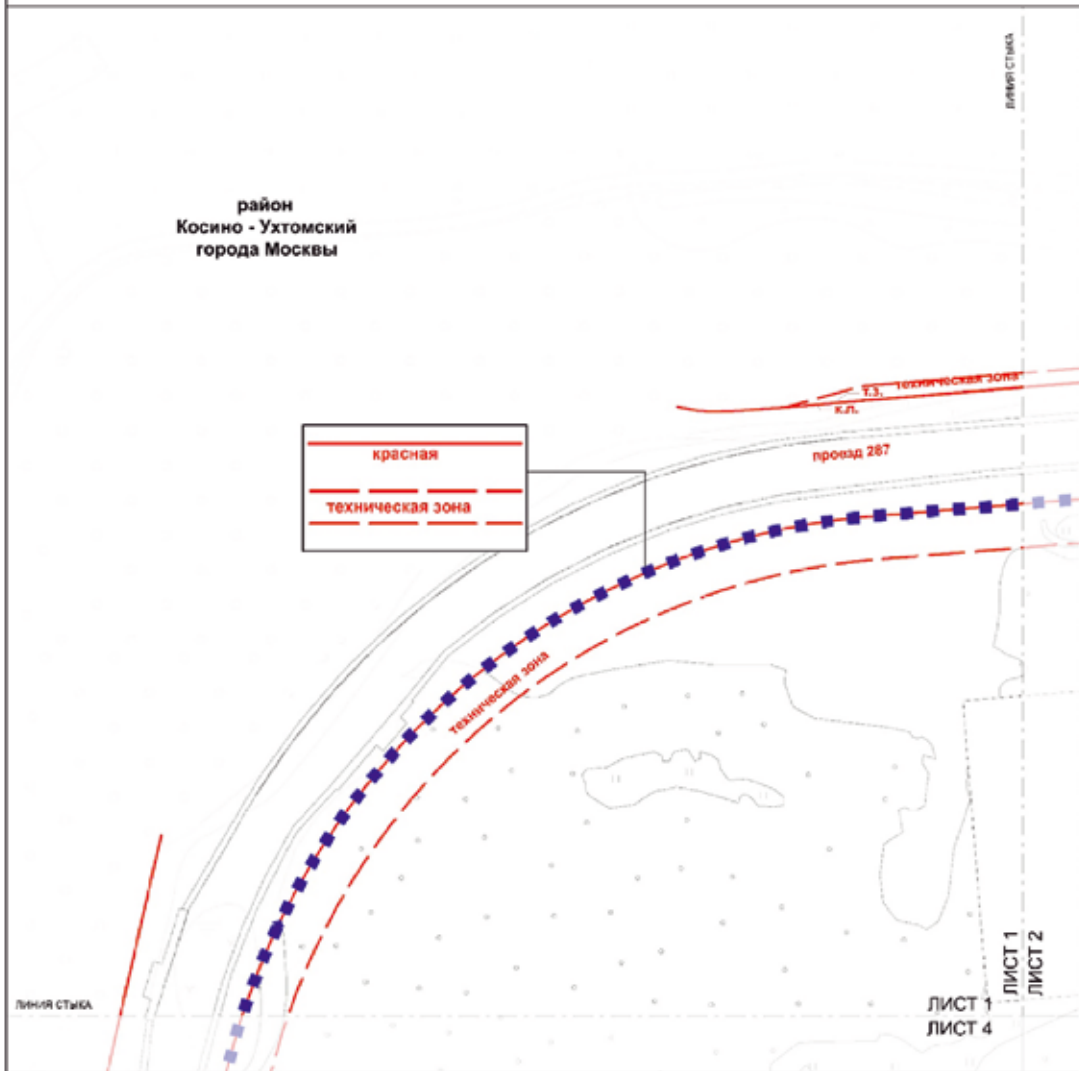 ЛИНИЯ СТЫКА
район
Косино - Ухтомский
города Москвы
техническая зона
т.з.
к.л.
проезд 287
красная
техническая зона
техническая зона
ЛИНИЯ СТЫКА
ЛИСТ 1
ЛИСТ 2
ЛИСТ 1
ЛИСТ 4